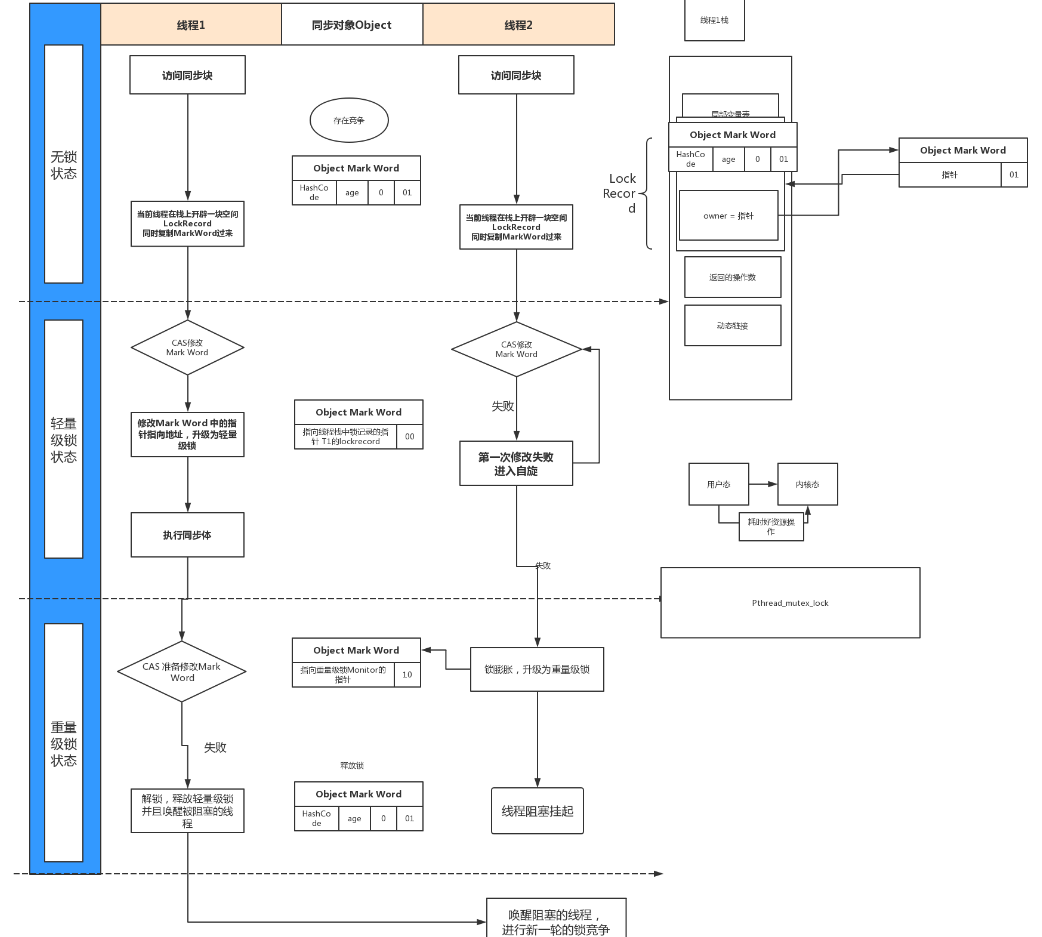 线程1
同步对象Object
线程2
无锁
状态
访问同步块
存在竞争
Object Mark Word
HashCo
de
age
0
01
访问同步块
当前线程在栈上开辟一块空间
LockRecord
同时复制MarkWord过来
当前线程在栈上开辟一块空间
LockRecord
同时复制MarkWord过来
轻量
级锁
状态
CAS修改
Mark Word
CAS修改
Mark Word
失败
修改Mark Word 中的指
针指向地址，升级为轻量
级锁
Object Mark Word
指向线程栈中锁记录的指
针 T1的lockrecord
00
第一次修改失败
进入自旋
执行同步体
失败
重量
级锁
状态
CAS 准备修改Mark
Word
失败
Object Mark Word
指向重量级锁Monitor的
指针
10
锁膨胀，升级为重量级锁
解锁，释放轻量级锁
并且唤醒被阻塞的线
程
释放锁
Object Mark Word
HashCo
de
age
0
01
线程阻塞挂起
唤醒阻塞的线程，
进行新一轮的锁竞争
线程1栈
局部变量表
Object Mark Word
HashCo
de
age
0
01
Lock
Recor
d
owner = 指针
返回的操作数
动态链接
Object Mark Word
指针
01
用户态
内核态
耗时耗资源操
作
Pthread_mutex_lock